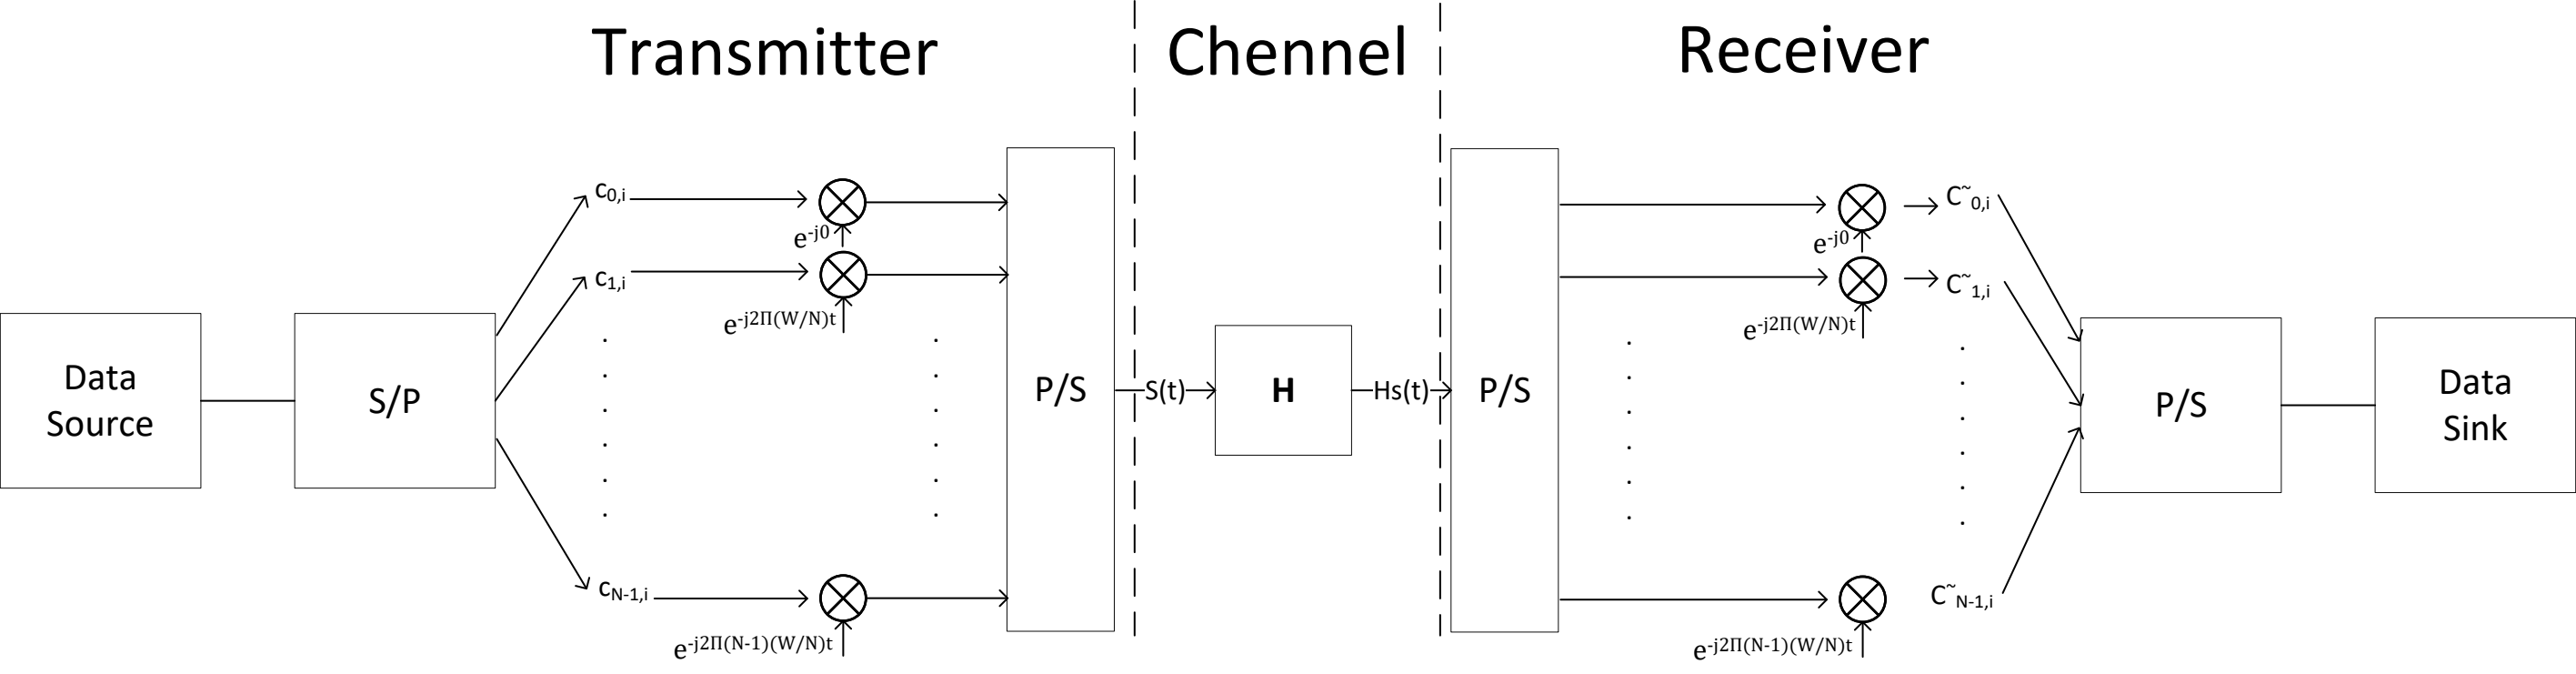 Transmitter
Chennel
Receiver
c0,i
e-j0
c1,i
e-j2Π(W/N)t
cN-1,i
e-j2Π(N-1)(W/N)t
Data
Source
S/P
P/S
S(t)
H
Hs(t)
P/S
e-j0
C~0,i
e-j2Π(W/N)t
C~1,i
e-j2Π(N-1)(W/N)t
C~N-1,i
P/S
Data
Sink